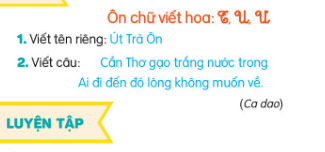 Ôn chữ viết hoa: T, U, Ư
1. Viết tên riêng: Út Trà Ôn
2. Viết câu: Cần Thơ gạo trắng nước trong
Ai đi đến đó lòng không muốn về.
(Ca dao)
LUYỆN TẬP